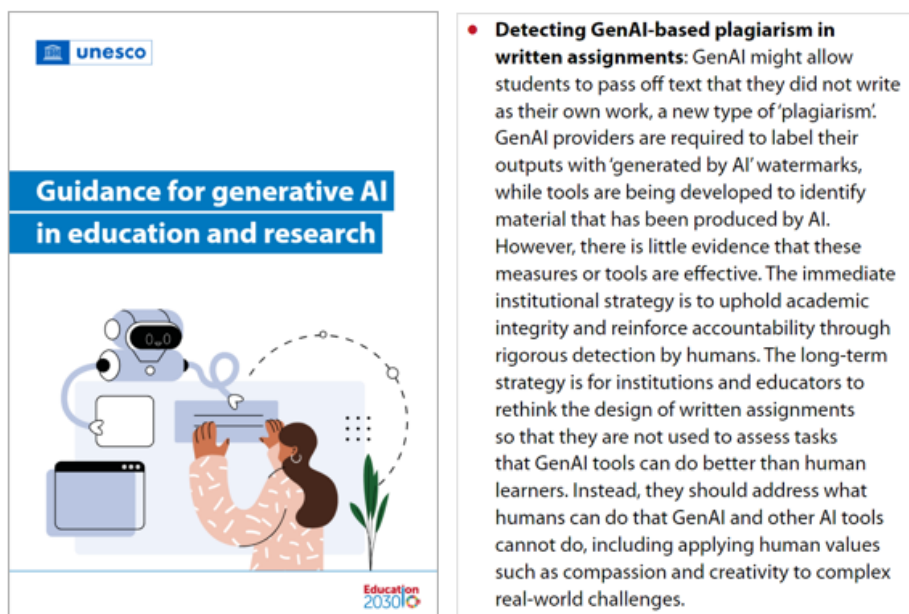 unesco
Guidance for generative AI
in education and research
Education
2030
• Detecting GenAI-based plagiarism in
written assignments: GenAI might allow
students to pass off text that they did not write
as their own work, a new type of ‘plagiarism’.
GenAI providers are required to label their
outputs with ‘generated by AI’ watermarks,
while tools are being developed to identify
material that has been produced by AI.
However, there is little evidence that these
measures or tools are effective. The immediate
institutional strategy is to uphold academic
integrity and reinforce accountability through
rigorous detection by humans. The long-term
strategy is for institutions and educators to
rethink the design of written assignments
so that they are not used to assess tasks
that GenAI tools can do better than human
learners. Instead, they should address what
humans can do that GenAI and other AI tools
cannot do, including applying human values
such as compassion and creativity to complex
real-world challenges.